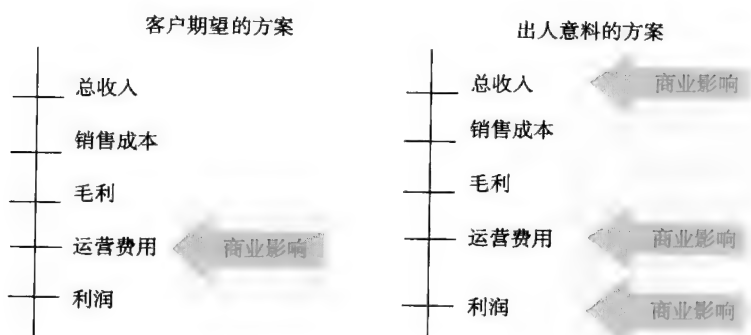 客户期望的方案
总收入
销售成本
毛利
运营费用
商业影响
利润
出人意料的方案
总收入
商业影响
销售成本
毛利
运营费用
商业影响
利润
商业影响